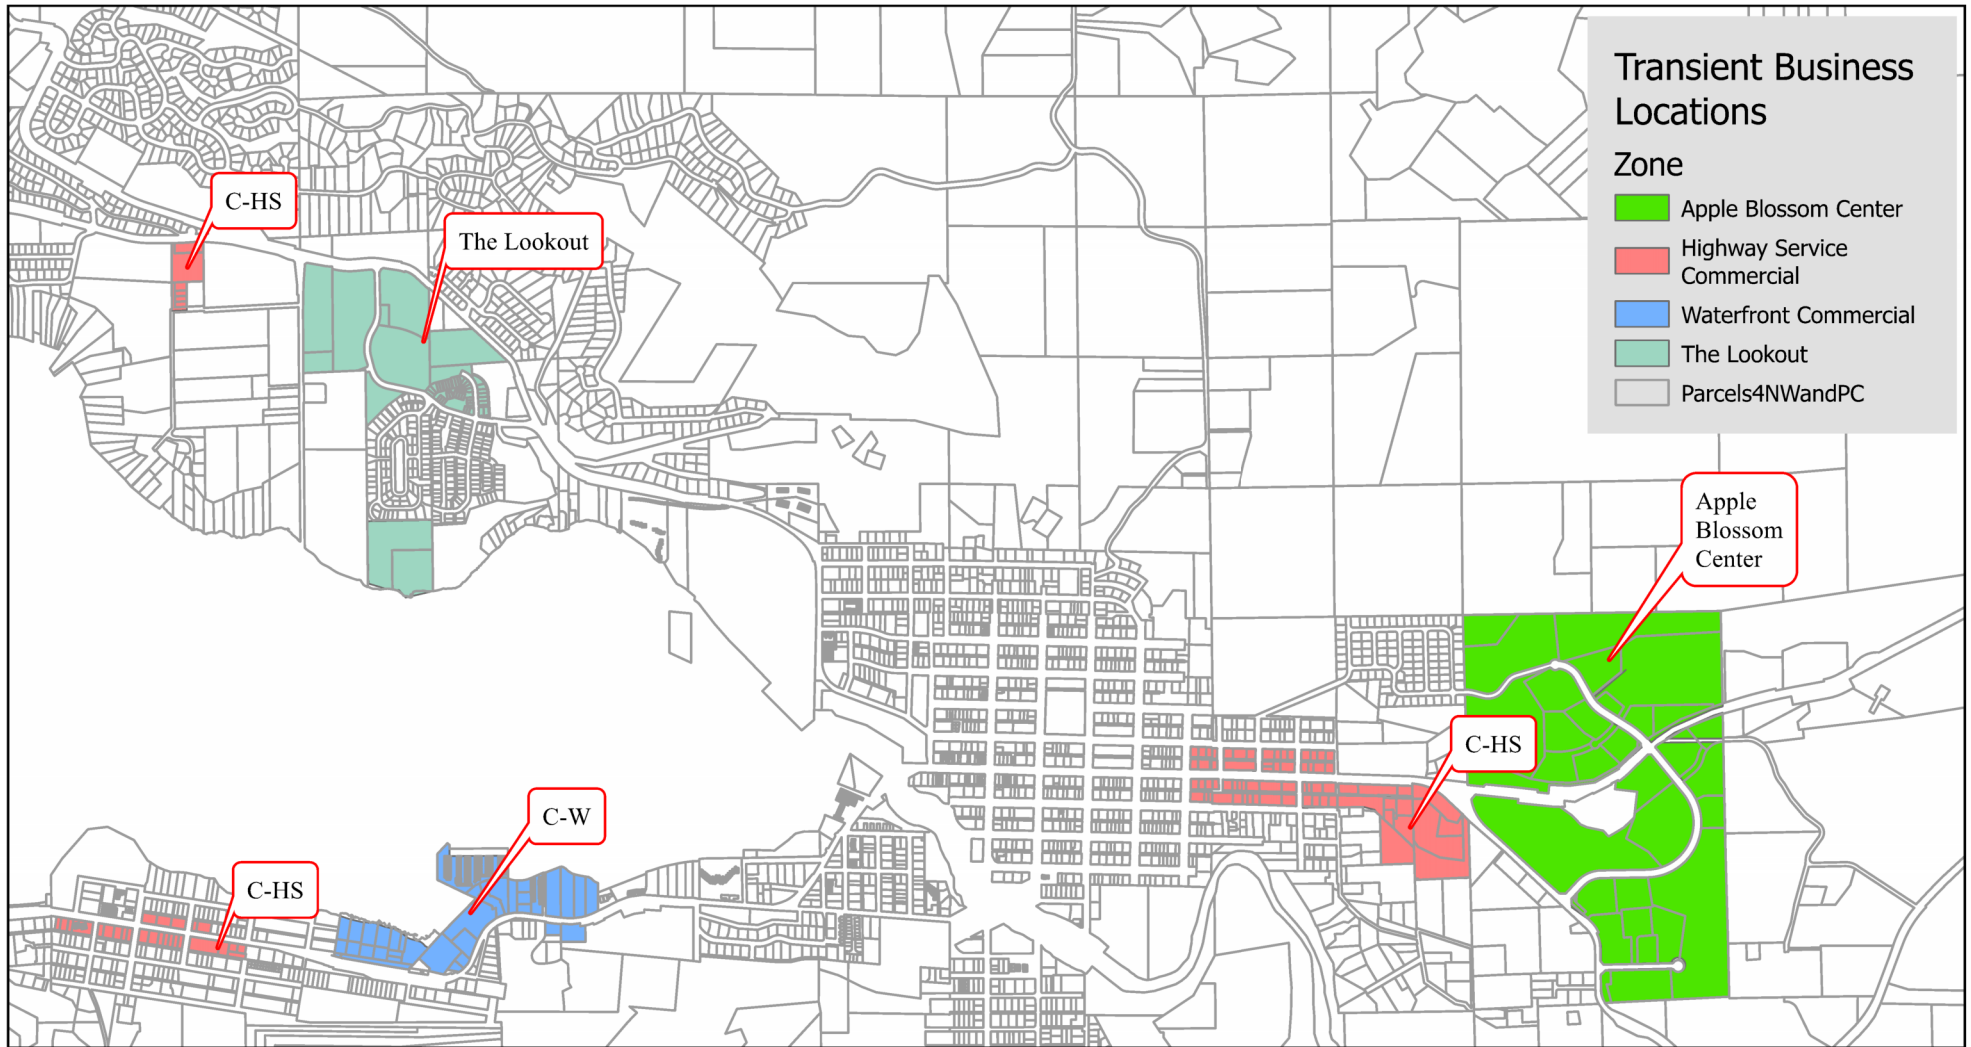 Transient Business
Locations
Zone
Apple Blossom Center
Highway Service
Commercial
Waterfront Commercial
The Lookout
Parcels4NWandPC
C-HS
The Lookout
Apple
Blossom
Center
C-HS
C-W
C-HS